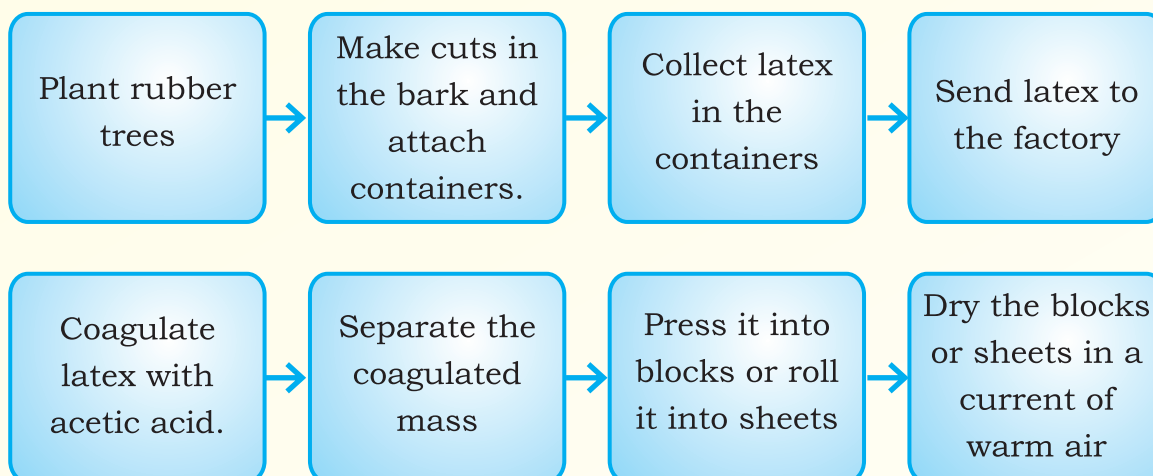 Plant rubber
trees
Make cuts in
the bark and
attach
containers.
Collect latex
in the
containers
Send latex to
the factory
Coagulate
latex with
acetic acid.
Separate the
coagulated
mass
Press it into
blocks or roll
it into sheets
Dry the blocks
or sheets in a
current of
warm air